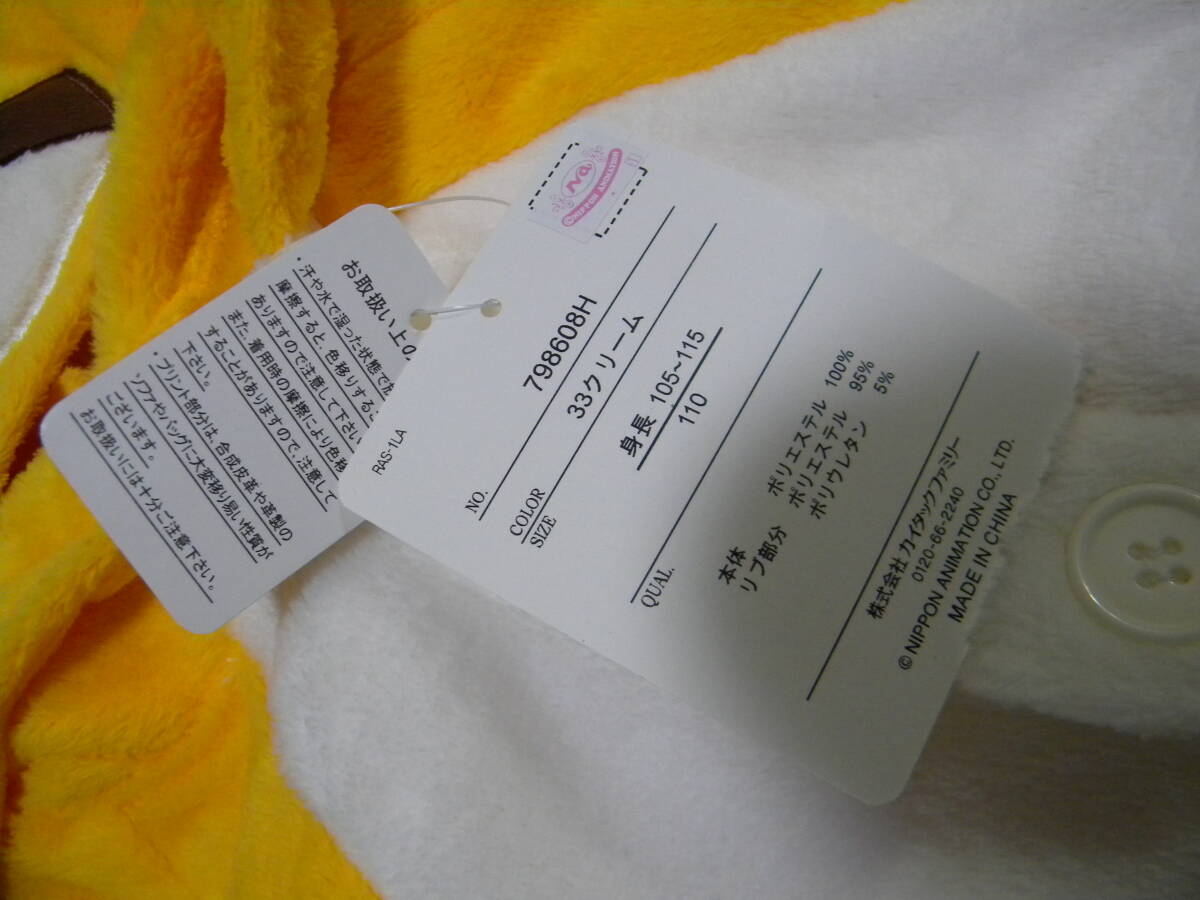 お取扱い上の
・汗や水で湿った状態で
摩擦すると、色移りする
ありますので注意して下さい
また、着用時の摩擦により色移
することがありますので、注意して
下さい。
・プリント部分は、合成皮革や革製の
ソファやバッグに大変移り易い性質が
ございます。
お取扱いには十分ご注意下さい。
Na
©NIPPON ANIMATION
RAS-1LA
NO. 798608H
COLOR 33クリーム
SIZE 身長 105~115
110
QUAL.
本体 ポリエステル 100%
リブ部分 ポリエステル 95%
ポリウレタン 5%
株式会社 カイタックファミリー
0120-66-2240
© NIPPON ANIMATION CO., LTD.
MADE IN CHINA